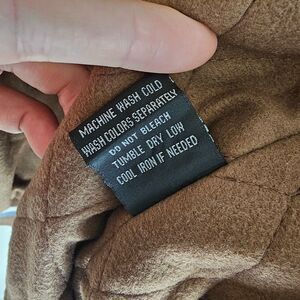 MACHINE WASH COLD
WASH COLORS SEPARATELY
DO NOT BLEACH
TUMBLE DRY LOW
COOL IRON IF NEEDED